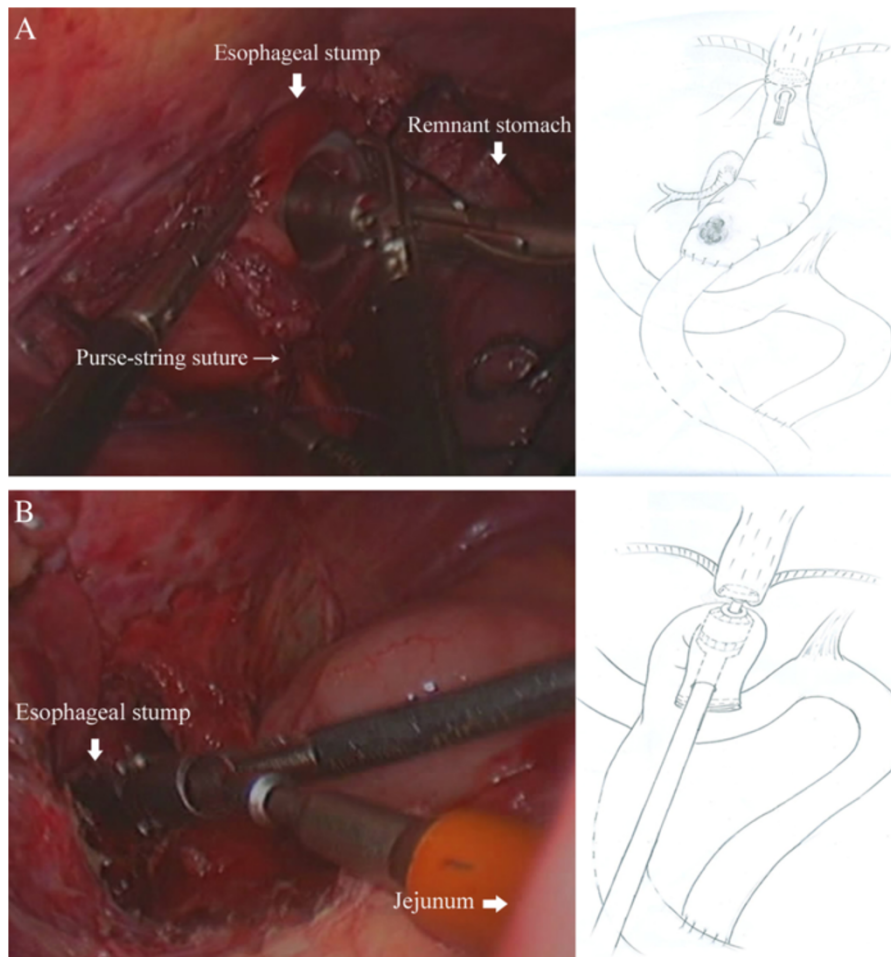 A
Esophageal stump
Remnant stomach
Purse-string suture
B
Esophageal stump
Jejunum